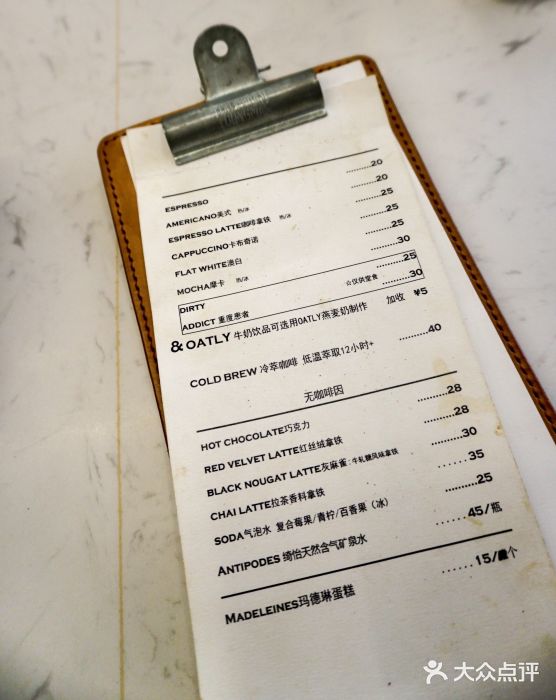 ESPRESSO .........20
AMERICANO美式 热/冰 .........20
ESPRESSO LATTE咖啡拿铁 热/冰 .........25
CAPPUCCINO卡布奇诺 .........25
FLAT WHITE澳白 .........25
MOCHA摩卡 热/冰 .........30
DIRTY .........25
ADDICT 重度患者 ☆仅供堂食 .........30
& OATLY 牛奶饮品可选用OATLY燕麦奶制作 加收 ¥5
COLD BREW 冷萃咖啡 低温萃取12小时+ .........40
无咖啡因
HOT CHOCOLATE巧克力 .........28
RED VELVET LATTE红丝绒拿铁 .........28
BLACK NOUGAT LATTE灰麻雀:牛轧糖风味拿铁 .........30
CHAI LATTE拉茶香料拿铁 ......35
SODA气泡水 复合莓果/青柠/百香果(冰) .........25
ANTIPODES 绮怡天然含气矿泉水 ......45/瓶
MADELEINES玛德琳蛋糕 ......15/个
大众点评